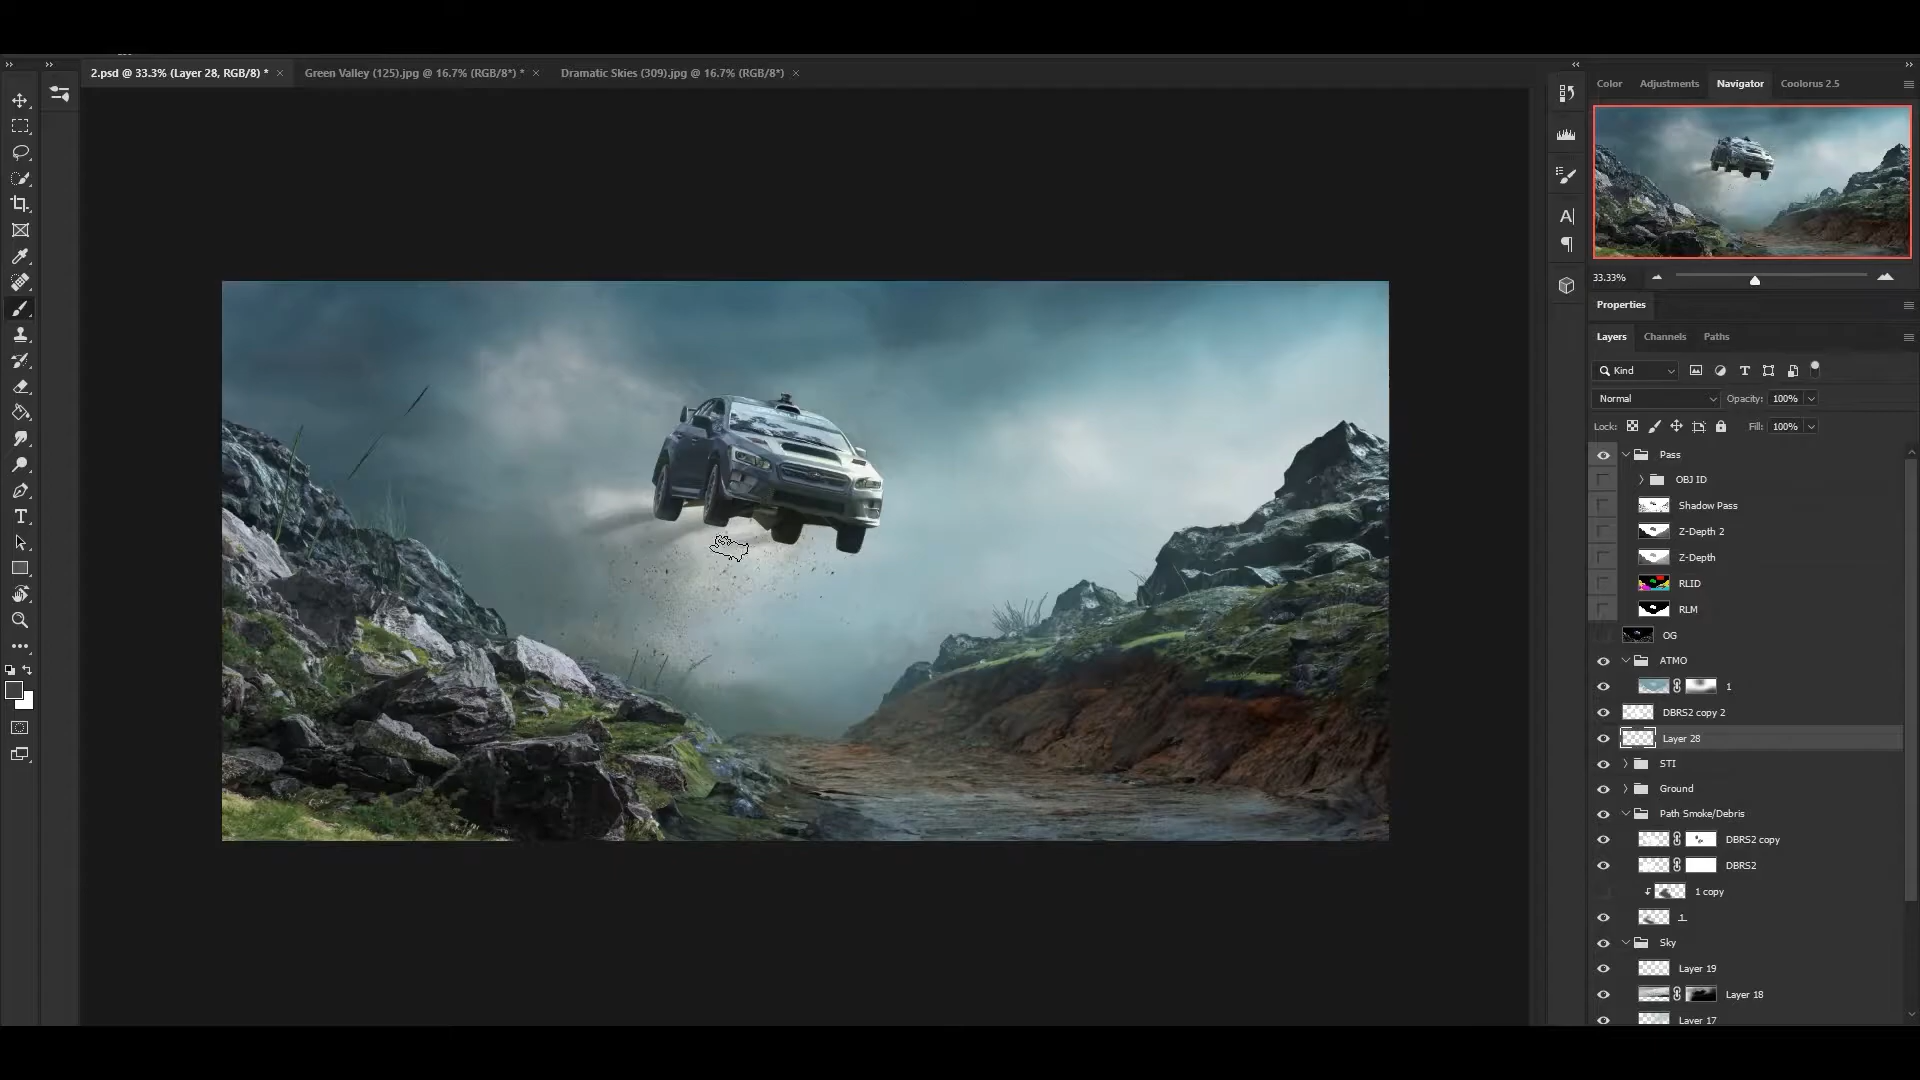 2.psd @ 33.3% (Layer 28, RGB/8) *
Green Valley (125).jpg @ 16.7% (RGB/8*) *
Dramatic Skies (309).jpg @ 16.7% (RGB/8*)
Color
Adjustments
Navigator
Coolorus 2.5
33.33%
Properties
Layers
Channels
Paths
Kind
Normal
Opacity: 100%
Lock:
Fill: 100%
Pass
OBJ ID
Shadow Pass
Z-Depth 2
Z-Depth
RLID
RLM
OG
ATMO
1
DBRS2 copy 2
Layer 28
STI
Ground
Path Smoke/Debris
DBRS2 copy
DBRS2
1 copy
1
Sky
Layer 19
Layer 18
Layer 17